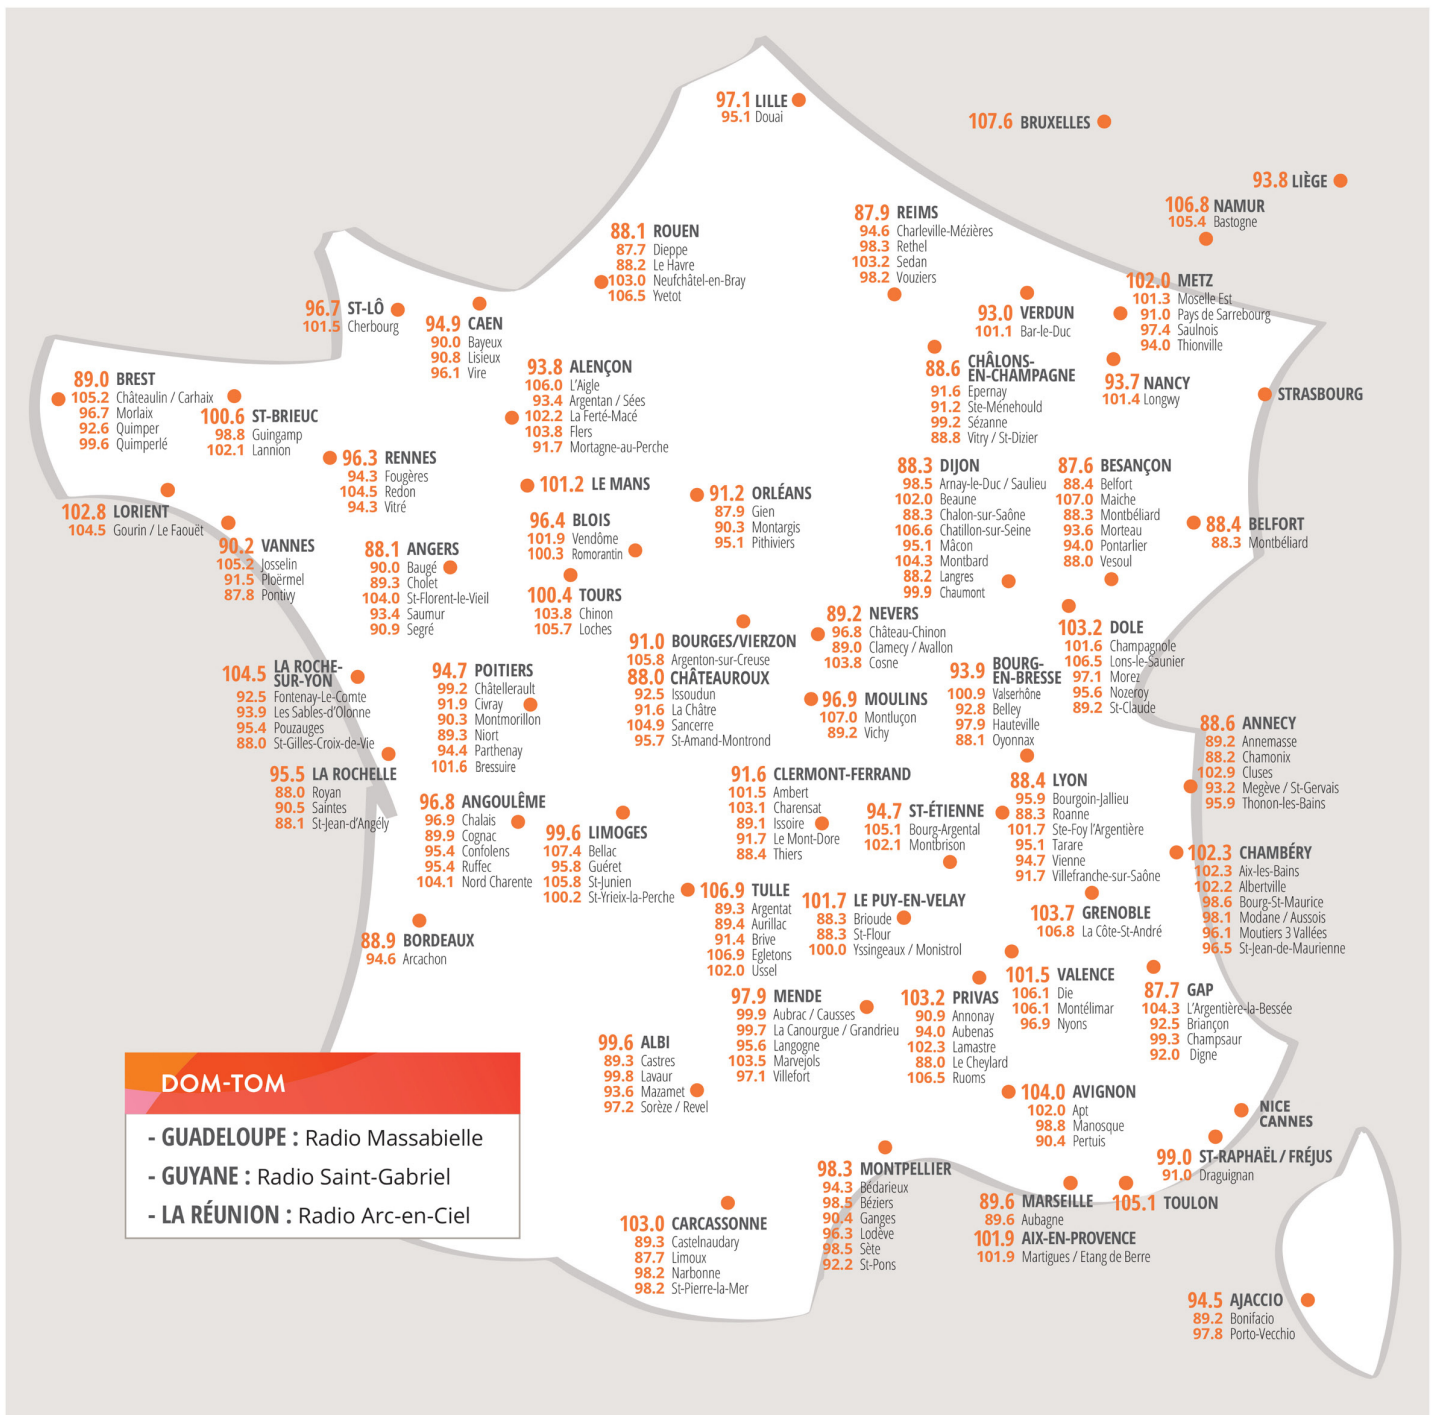 97.1 LILLE
95.1 Douai
107.6 BRUXELLES
93.8 LIÈGE
106.8 NAMUR
105.4 Bastogne
87.9 REIMS
94.6 Charleville-Mézières
98.3 Rethel
103.2 Sedan
98.2 Vouziers
88.1 ROUEN
87.7 Dieppe
88.2 Le Havre
103.0 Neufchâtel-en-Bray
106.5 Yvetot
102.0 METZ
101.3 Moselle Est
91.0 Pays de Sarrebourg
97.4 Saulnois
94.0 Thionville
96.7 ST-LÔ
101.5 Cherbourg
94.9 CAEN
90.0 Bayeux
90.8 Lisieux
96.1 Vire
93.0 VERDUN
101.1 Bar-le-Duc
93.8 ALENÇON
106.0 L'Aigle
93.4 Argentan / Sées
102.2 La Ferté-Macé
103.8 Flers
91.7 Mortagne-au-Perche
88.6 CHÂLONS-
EN-CHAMPAGNE
91.6 Epernay
91.2 Ste-Ménehould
99.2 Sézanne
88.8 Vitry / St-Dizier
93.7 NANCY
101.4 Longwy
STRASBOURG
89.0 BREST
105.2 Châteaulin / Carhaix
96.7 Morlaix
92.6 Quimper
99.6 Quimperlé
100.6 ST-BRIEUC
98.8 Guingamp
102.1 Lannion
96.3 RENNES
94.3 Fougères
104.5 Redon
94.3 Vitré
101.2 LE MANS
91.2 ORLÉANS
87.9 Gien
90.3 Montargis
95.1 Pithiviers
88.3 DIJON
98.5 Arnay-le-Duc / Saulieu
102.0 Beaune
88.3 Chalon-sur-Saône
106.6 Chatillon-sur-Seine
95.1 Mâcon
104.3 Montbard
88.2 Langres
99.9 Chaumont
87.6 BESANÇON
88.4 Belfort
107.0 Maiche
88.3 Montbéliard
93.6 Morteau
94.0 Pontarlier
88.0 Vesoul
88.4 BELFORT
88.3 Montbéliard
102.8 LORIENT
104.5 Gourin / Le Faouët
90.2 VANNES
105.2 Josselin
91.5 Ploërmel
87.8 Pontivy
88.1 ANGERS
90.0 Baugé
89.3 Cholet
104.0 St-Florent-le-Vieil
93.4 Saumur
90.9 Segré
96.4 BLOIS
101.9 Vendôme
100.3 Romorantin
100.4 TOURS
103.8 Chinon
105.7 Loches
89.2 NEVERS
96.8 Château-Chinon
89.0 Clamecy / Avallon
103.8 Cosne
103.2 DOLE
101.6 Champagnole
106.5 Lons-le-Saunier
97.1 Morez
95.6 Nozeroy
89.2 St-Claude
91.0 BOURGES/VIERZON
105.8 Argenton-sur-Creuse
88.0 CHÂTEAUROUX
92.5 Issoudun
91.6 La Châtre
104.9 Sancerre
95.7 St-Amand-Montrond
104.5 LA ROCHE-
SUR-YON
92.5 Fontenay-Le-Comte
93.9 Les Sables-d'Olonne
95.4 Pouzauges
88.0 St-Gilles-Croix-de-Vie
94.7 POITIERS
99.2 Châtellerault
91.9 Civray
90.3 Montmorillon
89.3 Niort
94.4 Parthenay
101.6 Bressuire
96.9 MOULINS
107.0 Montluçon
89.2 Vichy
93.9 BOURG-
EN-BRESSE
100.9 Valserhône
92.8 Belley
97.9 Hauteville
88.1 Oyonnax
88.6 ANNECY
89.2 Annemasse
88.2 Chamonix
102.9 Cluses
93.2 Megève / St-Gervais
95.9 Thonon-les-Bains
95.5 LA ROCHELLE
88.0 Royan
90.5 Saintes
88.1 St-Jean-d'Angély
96.8 ANGOULÊME
96.9 Chalais
89.9 Cognac
95.4 Confolens
95.4 Ruffec
104.1 Nord Charente
99.6 LIMOGES
107.4 Bellac
95.8 Guéret
105.8 St-Junien
100.2 St-Yrieix-la-Perche
91.6 CLERMONT-FERRAND
101.5 Ambert
103.1 Charensat
89.1 Issoire
91.7 Le Mont-Dore
88.4 Thiers
94.7 ST-ÉTIENNE
105.1 Bourg-Argental
102.1 Montbrison
88.4 LYON
95.9 Bourgoin-Jallieu
88.3 Roanne
101.7 Ste-Foy l'Argentière
95.1 Tarare
94.7 Vienne
91.7 Villefranche-sur-Saône
102.3 CHAMBÉRY
102.3 Aix-les-Bains
102.2 Albertville
98.6 Bourg-St-Maurice
98.1 Modane / Aussois
96.1 Moutiers 3 Vallées
96.5 St-Jean-de-Maurienne
106.9 TULLE
89.3 Argentat
89.4 Aurillac
91.4 Brive
106.9 Egletons
102.0 Ussel
101.7 LE PUY-EN-VELAY
88.3 Brioude
88.3 St-Flour
100.0 Yssingeaux / Monistrol
103.7 GRENOBLE
106.8 La Côte-St-André
88.9 BORDEAUX
94.6 Arcachon
101.5 VALENCE
106.1 Die
106.1 Montélimar
96.9 Nyons
87.7 GAP
104.3 L'Argentière-la-Bessée
92.5 Briançon
99.3 Champsaur
92.0 Digne
97.9 MENDE
99.9 Aubrac / Causses
99.7 La Canourgue / Grandrieu
95.6 Langogne
103.5 Marvejols
97.1 Villefort
103.2 PRIVAS
90.9 Annonay
94.0 Aubenas
102.3 Lamastre
88.0 Le Cheylard
106.5 Ruoms
99.6 ALBI
89.3 Castres
99.8 Lavaur
93.6 Mazamet
97.2 Sorèze / Revel
104.0 AVIGNON
102.0 Apt
98.8 Manosque
90.4 Pertuis
NICE
CANNES
99.0 ST-RAPHAËL / FRÉJUS
91.0 Draguignan
DOM-TOM
- GUADELOUPE : Radio Massabielle
- GUYANE : Radio Saint-Gabriel
- LA RÉUNION : Radio Arc-en-Ciel
98.3 MONTPELLIER
94.3 Bédarieux
98.5 Béziers
90.4 Ganges
96.3 Lodève
98.5 Sète
92.2 St-Pons
89.6 MARSEILLE
89.6 Aubagne
101.9 AIX-EN-PROVENCE
101.9 Martigues / Etang de Berre
105.1 TOULON
103.0 CARCASSONNE
89.3 Castelnaudary
87.7 Limoux
98.2 Narbonne
98.2 St-Pierre-la-Mer
94.5 AJACCIO
89.2 Bonifacio
97.8 Porto-Vecchio